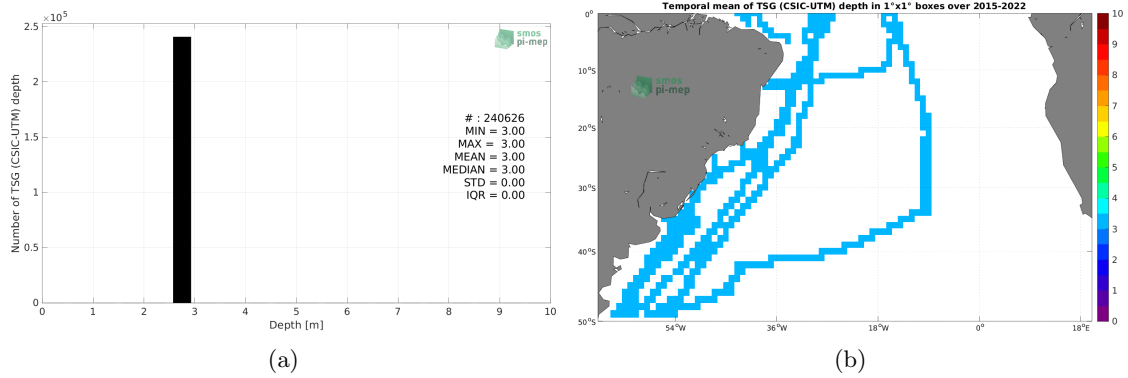 ×10⁵
2.5
2
1.5
1
0.5
0
0 1 2 3 4 5 6 7 8 9 10
Number of TSG (CSIC-UTM) depth
Depth [m]
smos
pi-mep
# : 240626
MIN = 3.00
MAX = 3.00
MEAN = 3.00
MEDIAN = 3.00
STD = 0.00
IQR = 0.00
(a)
Temporal mean of TSG (CSIC-UTM) depth in 1°x1° boxes over 2015-2022
smos
pi-mep
0°
10°S
20°S
30°S
40°S
50°S
54°W 36°W 18°W 0° 18°E
10
9
8
7
6
5
4
3
2
1
0
(b)